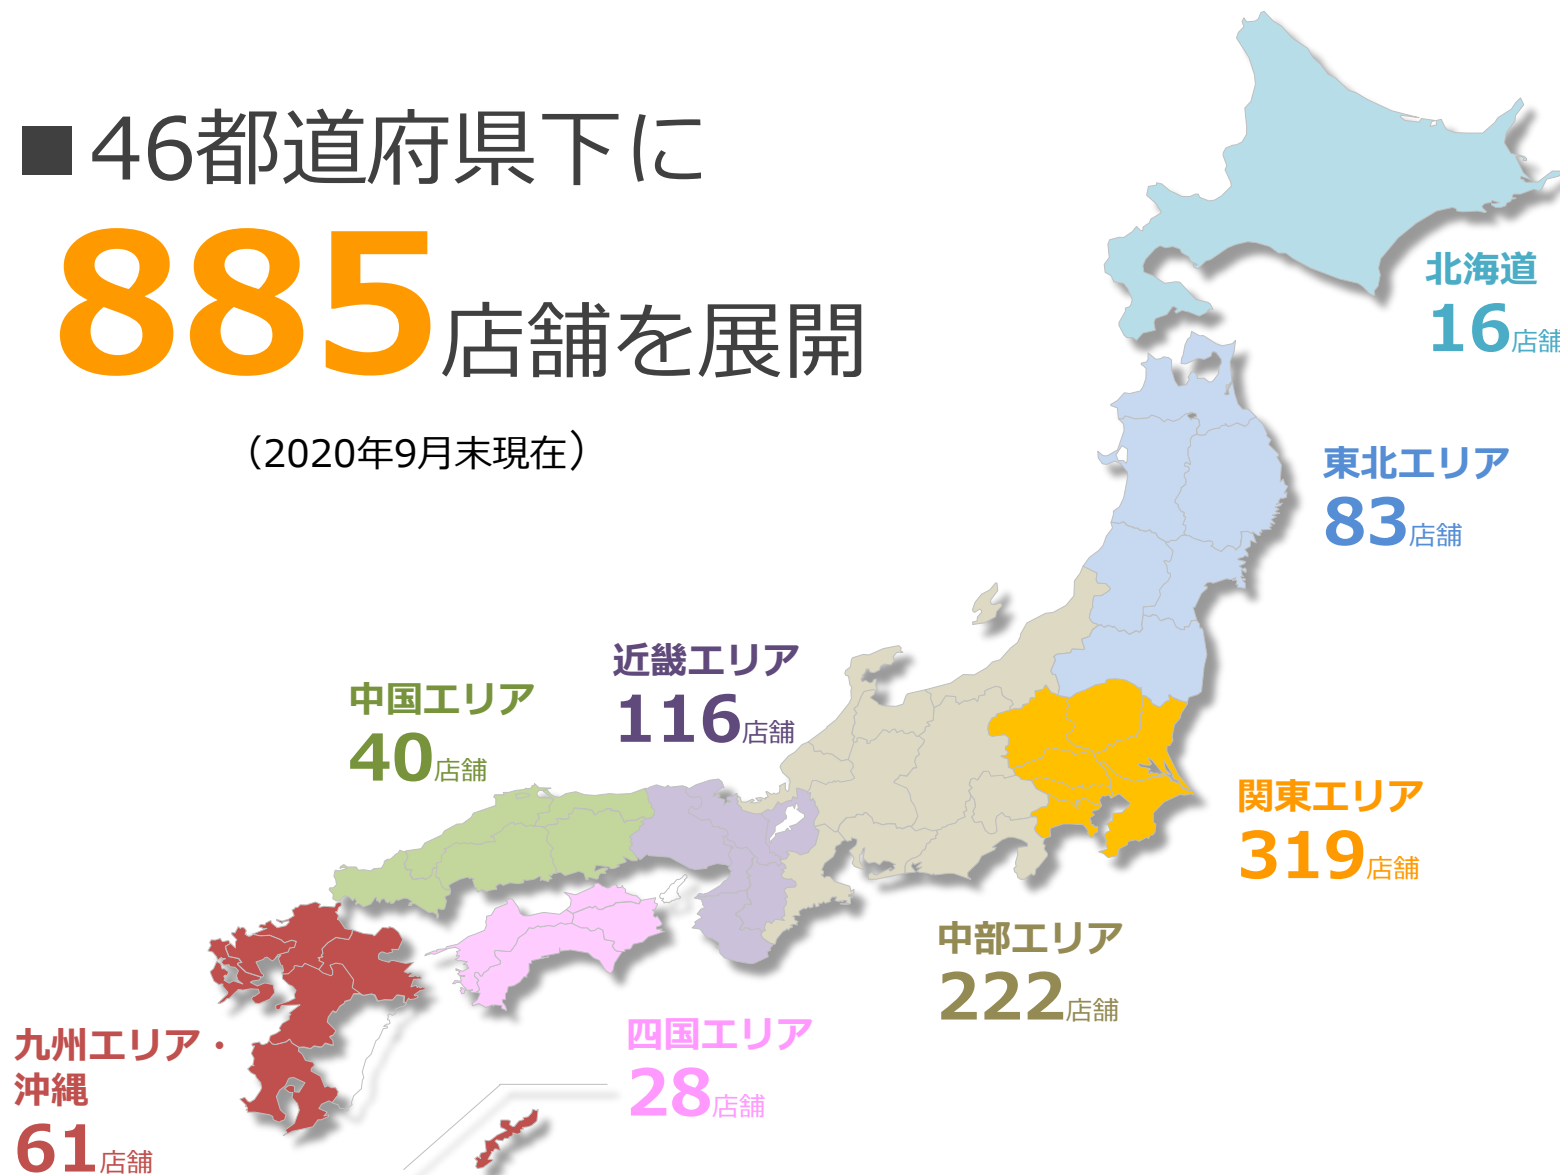 ■46都道府県下に
885店舗を展開
（2020年9月末現在）
北海道
16店舗
東北エリア
83店舗
近畿エリア
116店舗
中国エリア
40店舗
関東エリア
319店舗
中部エリア
222店舗
四国エリア
28店舗
九州エリア・
沖縄
61店舗